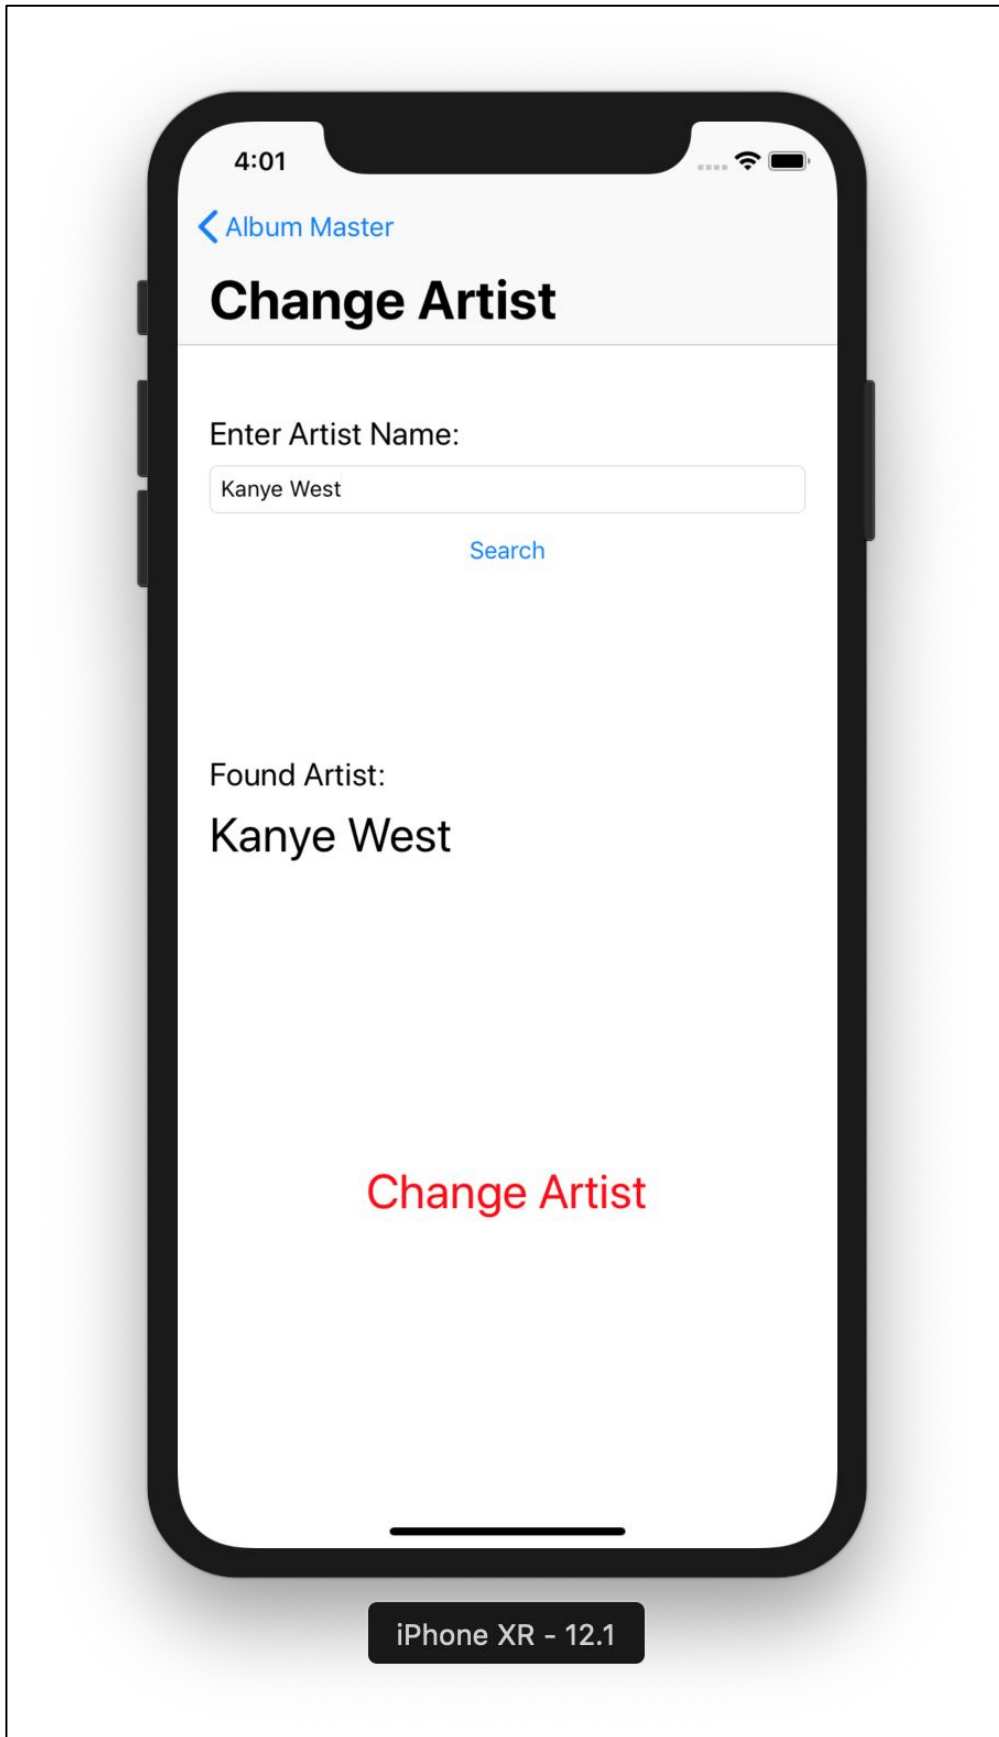 4:01
Album Master
Change Artist
Enter Artist Name:
Kanye West
Search
Found Artist:
Kanye West
Change Artist
iPhone XR - 12.1